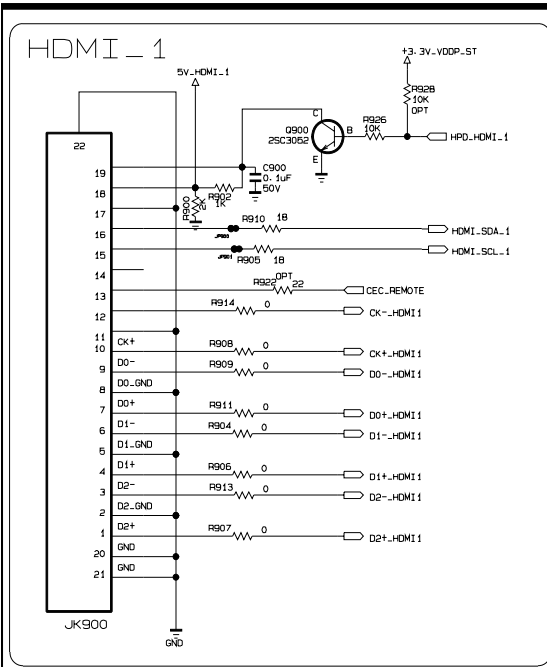 HDMI_1
+3.3V_VDDP_ST
5V_HDMI_1
R928
10K
OPT
C
Q900
2SC3052
B
R926
10K
HPD_HDMI_1
E
22
19
C900
0.1uF
50V
18
R902
1K
R900
2K
17
16
JP900
R910
18
HDMI_SDA_1
15
JP901
R905
18
HDMI_SCL_1
14
OPT
R922
22
13
CEC_REMOTE
12
R914
0
CK-_HDMI1
11
CK+
10
R908
0
CK+_HDMI1
D0-
9
R909
0
D0-_HDMI1
D0_GND
8
D0+
7
R911
0
D0+_HDMI1
D1-
6
R904
0
D1-_HDMI1
D1_GND
5
D1+
4
R906
0
D1+_HDMI1
D2-
3
R913
0
D2-_HDMI1
D2_GND
2
D2+
1
R907
0
D2+_HDMI1
GND
20
GND
21
JK900
GND